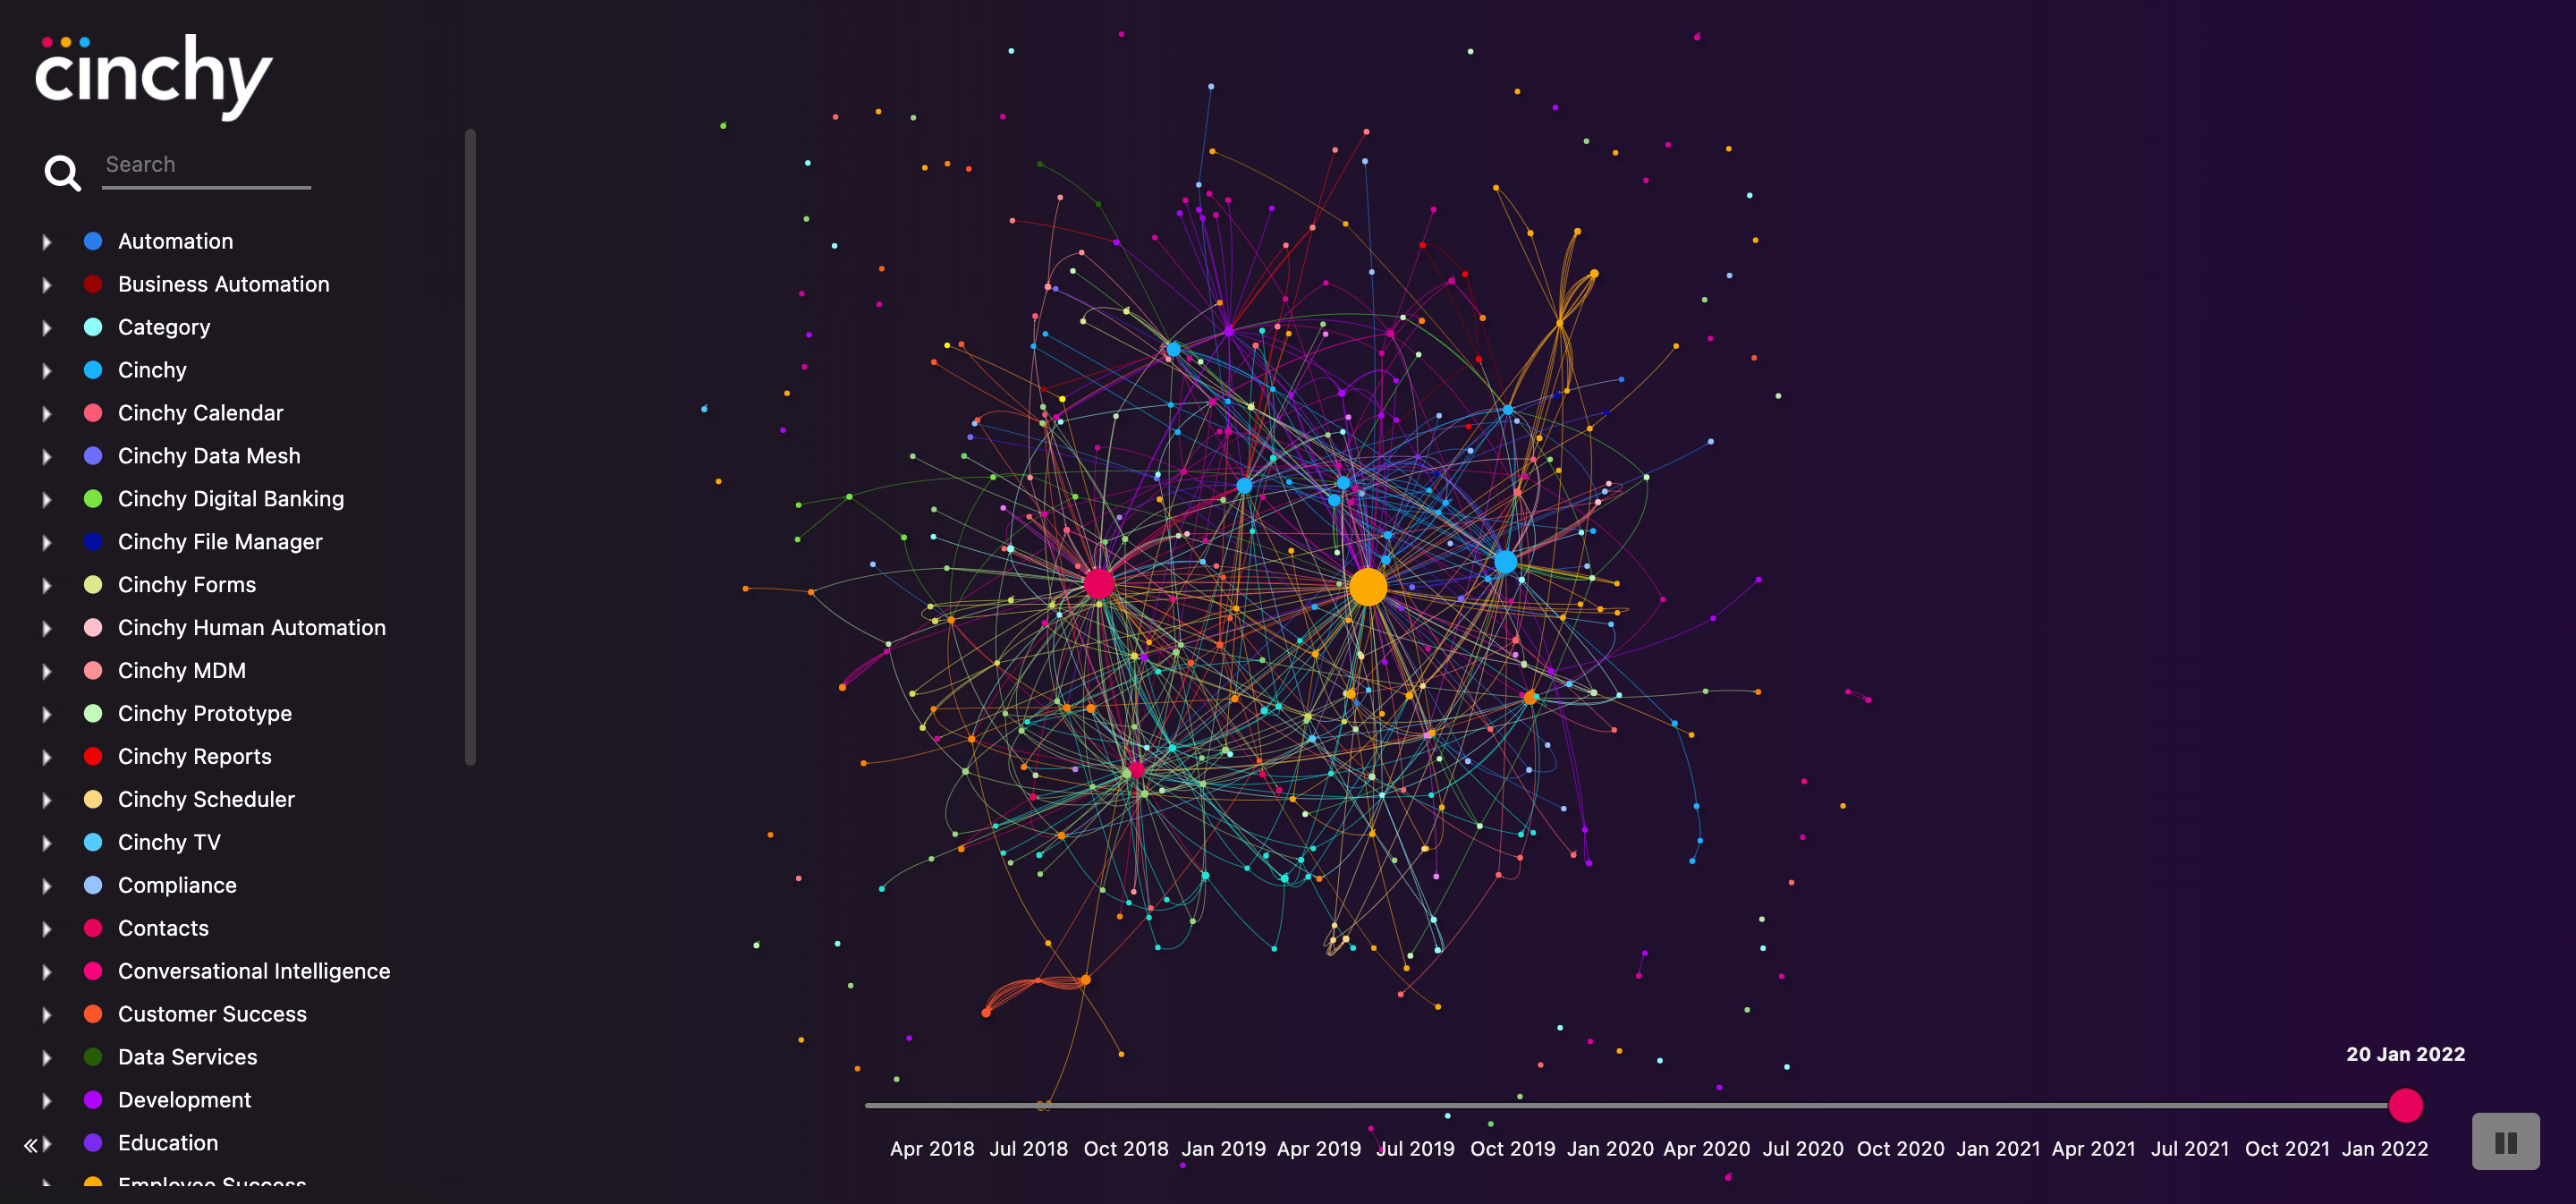 cinchy
Search
Automation
Business Automation
Category
Cinchy
Cinchy Calendar
Cinchy Data Mesh
Cinchy Digital Banking
Cinchy File Manager
Cinchy Forms
Cinchy Human Automation
Cinchy MDM
Cinchy Prototype
Cinchy Reports
Cinchy Scheduler
Cinchy TV
Compliance
Contacts
Conversational Intelligence
Customer Success
Data Services
Development
Education
Employee Success
20 Jan 2022
Apr 2018 Jul 2018 Oct 2018 Jan 2019 Apr 2019 Jul 2019 Oct 2019 Jan 2020 Apr 2020 Jul 2020 Oct 2020 Jan 2021 Apr 2021 Jul 2021 Oct 2021 Jan 2022